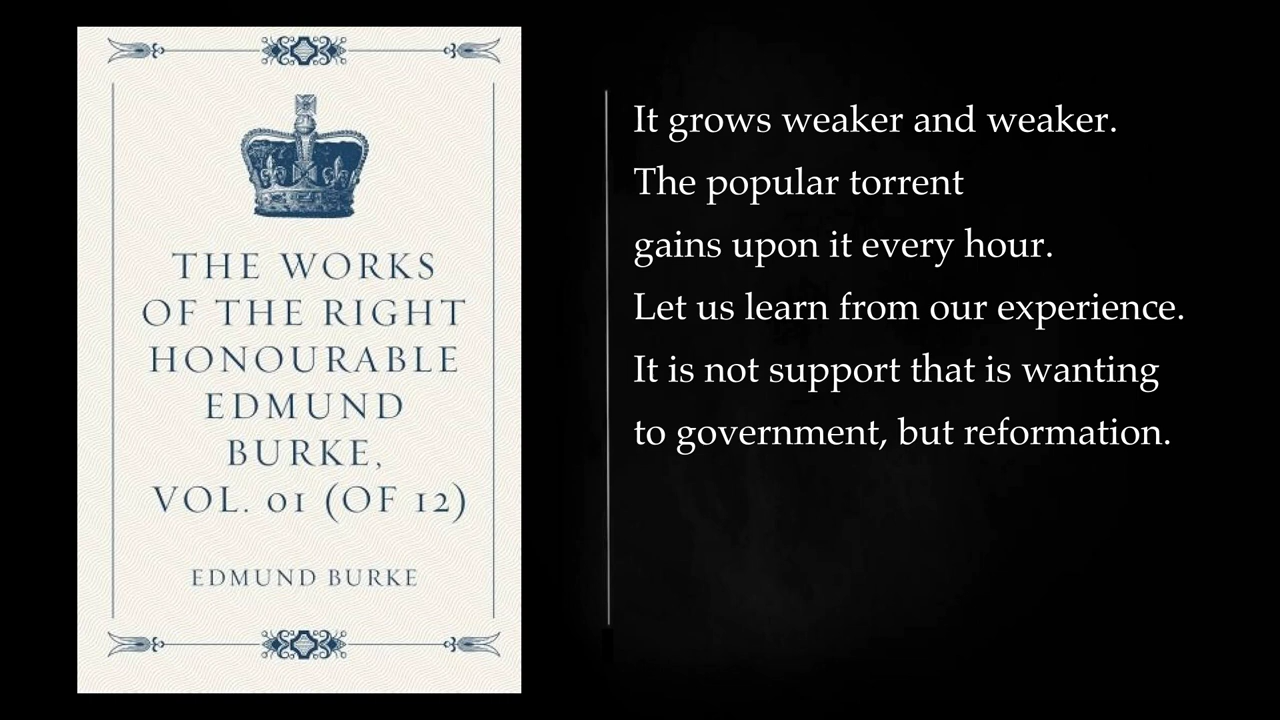 THE WORKS
OF THE RIGHT
HONOURABLE
EDMUND
BURKE,
VOL. 01 (OF 12)
EDMUND BURKE
It grows weaker and weaker.
The popular torrent
gains upon it every hour.
Let us learn from our experience.
It is not support that is wanting
to government, but reformation.